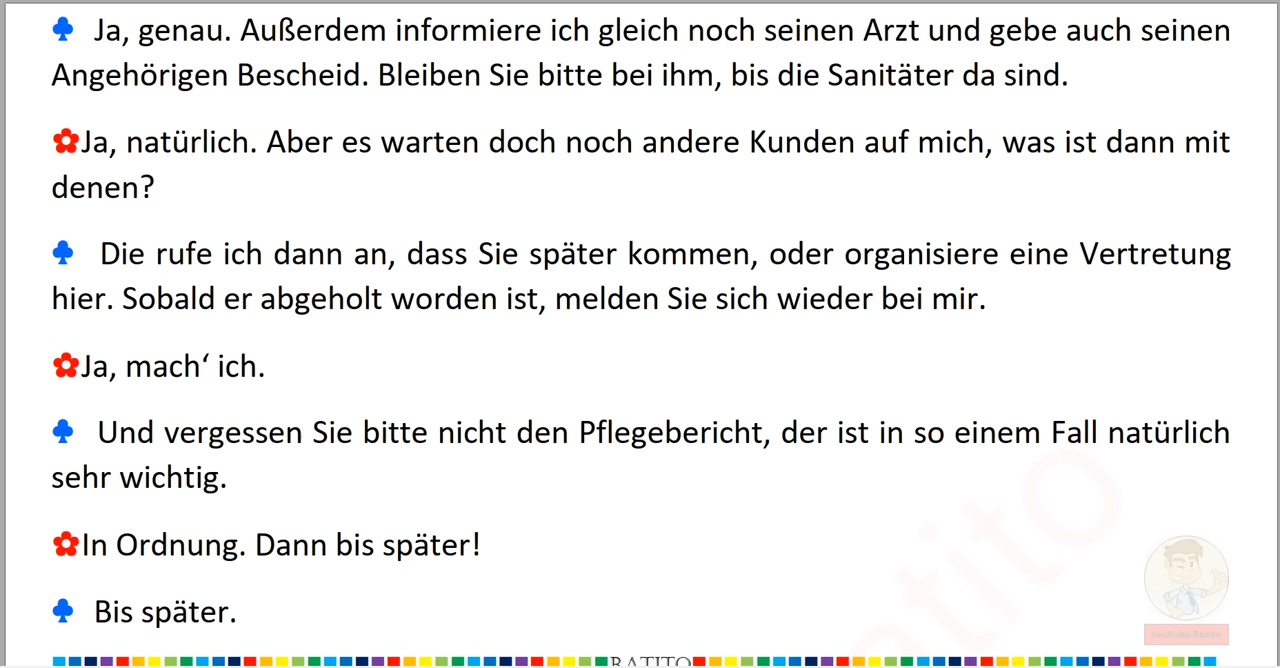 ♣ Ja, genau. Außerdem informiere ich gleich noch seinen Arzt und gebe auch seinen
Angehörigen Bescheid. Bleiben Sie bitte bei ihm, bis die Sanitäter da sind.
✿Ja, natürlich. Aber es warten doch noch andere Kunden auf mich, was ist dann mit
denen?
♣ Die rufe ich dann an, dass Sie später kommen, oder organisiere eine Vertretung
hier. Sobald er abgeholt worden ist, melden Sie sich wieder bei mir.
✿Ja, mach‘ ich.
♣ Und vergessen Sie bitte nicht den Pflegebericht, der ist in so einem Fall natürlich
sehr wichtig.
✿In Ordnung. Dann bis später!
♣ Bis später.
Youtube:Ratito
RATITO